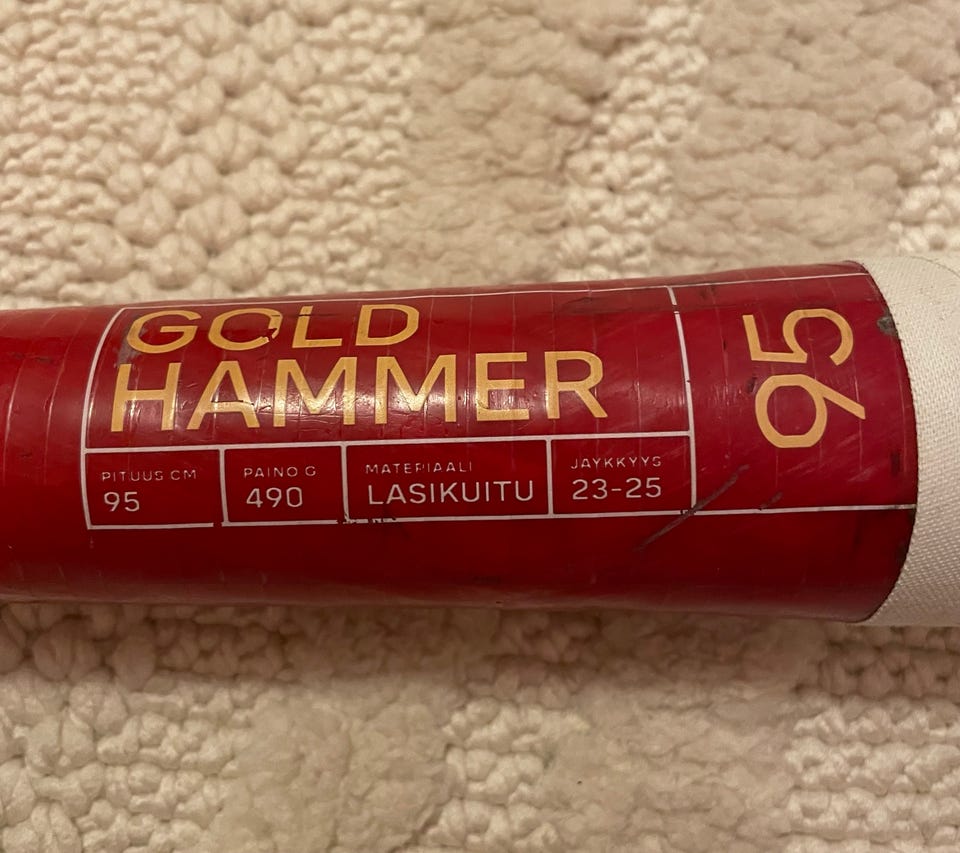 GOLD
HAMMER
PITUUS CM
95
PAINO G
490
MATERIAALI
LASIKUITU
JÄYKKYYS
23-25
95